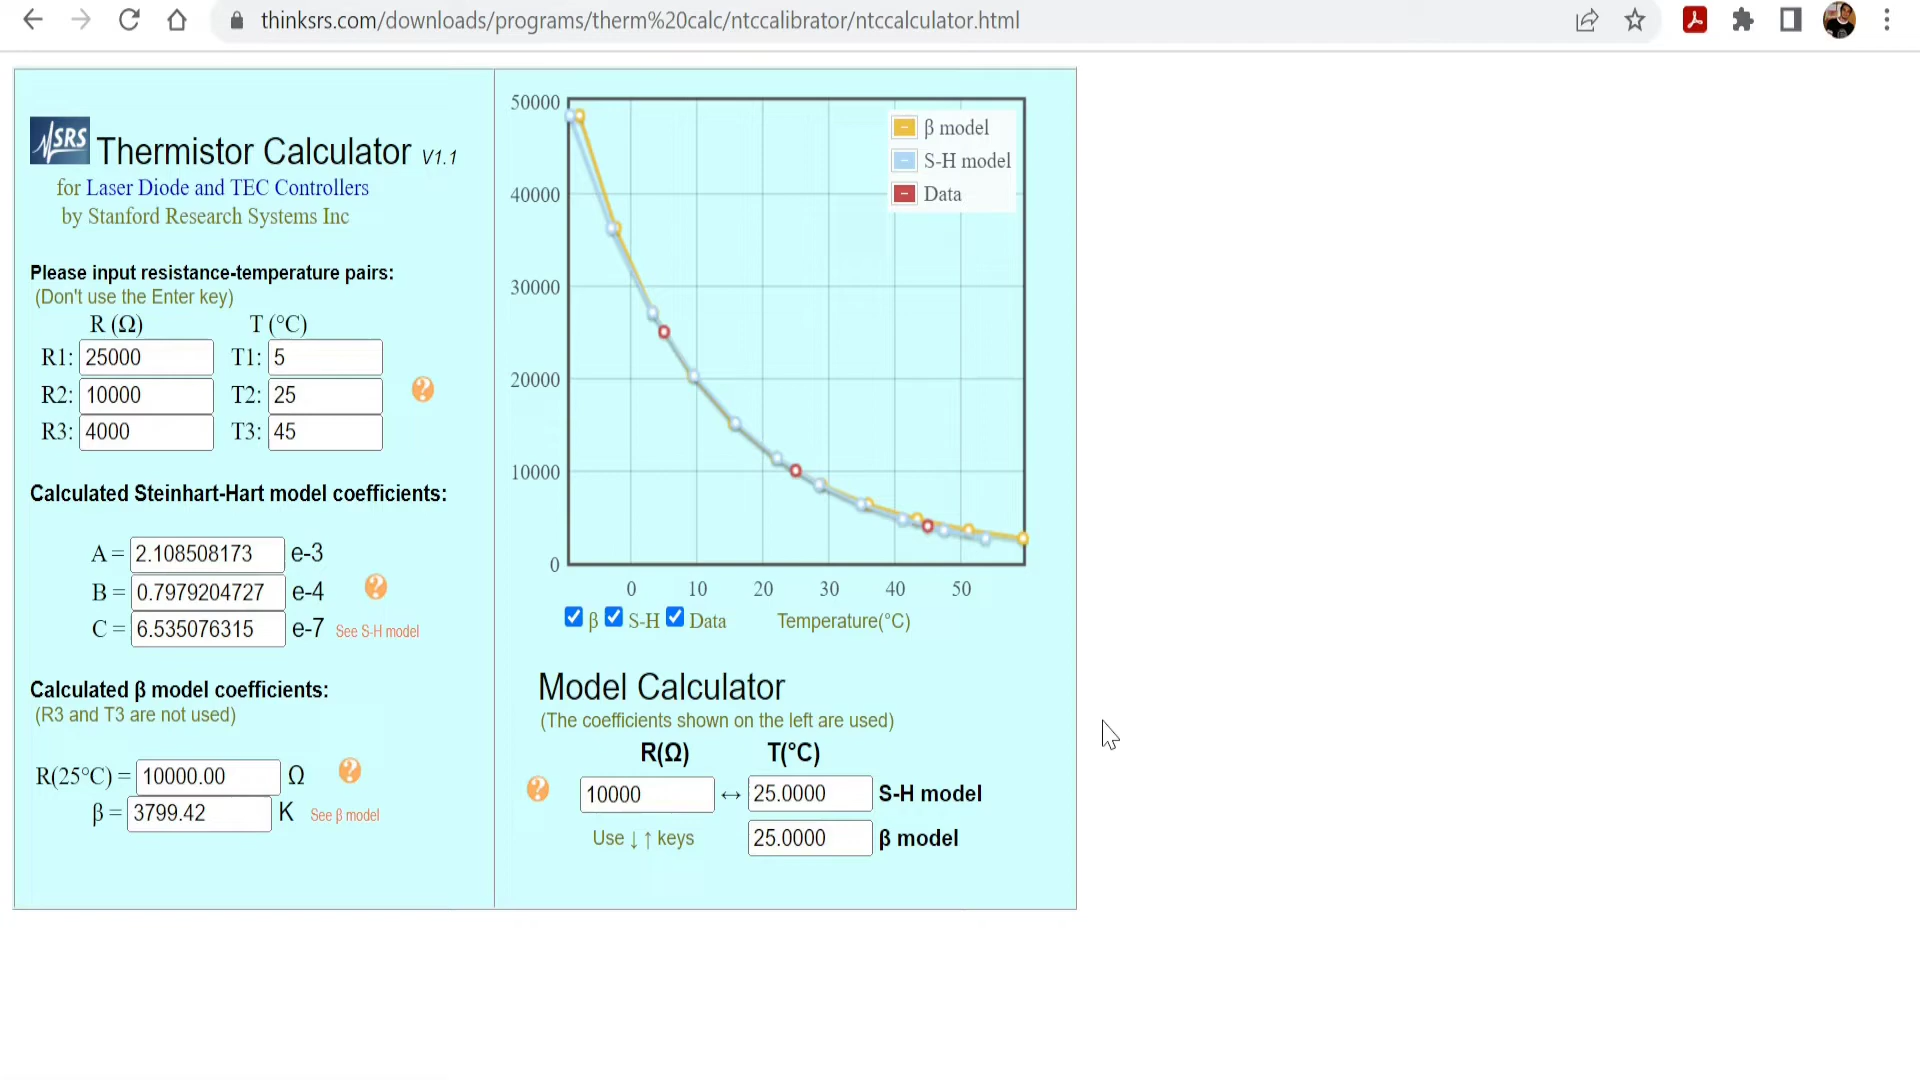 thinksrs.com/downloads/programs/therm%20calc/ntccalibrator/ntccalculator.html
SRS
Thermistor Calculator V1.1
for Laser Diode and TEC Controllers
by Stanford Research Systems Inc
Please input resistance-temperature pairs:
(Don't use the Enter key)
R (Ω) T (°C)
R1: 25000 T1: 5
R2: 10000 T2: 25
R3: 4000 T3: 45
?
Calculated Steinhart-Hart model coefficients:
A = 2.108508173 e-3
B = 0.7979204727 e-4 ?
C = 6.535076315 e-7 See S-H model
Calculated β model coefficients:
(R3 and T3 are not used)
R(25°C) = 10000.00 Ω ?
β = 3799.42 K See β model
50000
40000
30000
20000
10000
0
β model
S-H model
Data
0 10 20 30 40 50
β S-H Data Temperature(°C)
Model Calculator
(The coefficients shown on the left are used)
R(Ω) T(°C)
? 10000 ↔ 25.0000 S-H model
Use ↓↑ keys 25.0000 β model